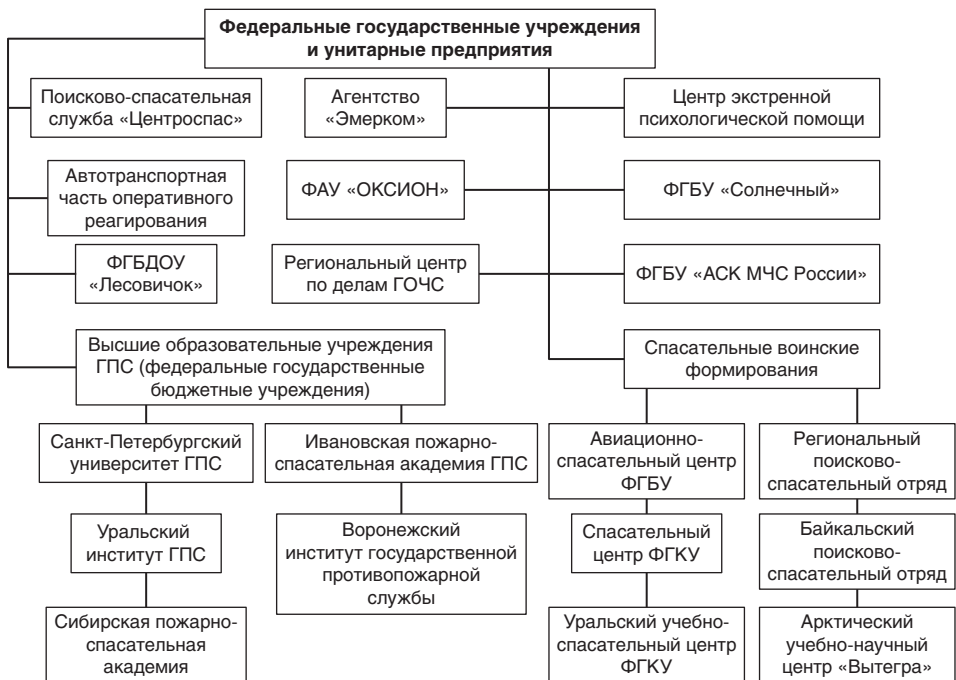 Федеральные государственные учреждения
и унитарные предприятия
Поисково-спасательная
служба «Центроспас»
Агентство
«Эмерком»
Центр экстренной
психологической помощи
Автотранспортная
часть оперативного
реагирования
ФАУ «ОКСИОН»
ФГБУ «Солнечный»
ФГБДОУ
«Лесовичок»
Региональный центр
по делам ГОЧС
ФГБУ «АСК МЧС России»
Высшие образовательные учреждения
ГПС (федеральные государственные
бюджетные учреждения)
Спасательные воинские
формирования
Санкт-Петербургский
университет ГПС
Ивановская пожарно-
спасательная академия ГПС
Авиационно-
спасательный центр
ФГБУ
Региональный
поисково-
спасательный отряд
Уральский
институт ГПС
Воронежский
институт государственной
противопожарной
службы
Спасательный
центр ФГКУ
Байкальский
поисково-
спасательный отряд
Сибирская пожарно-
спасательная
академия
Уральский учебно-
спасательный центр
ФГКУ
Арктический
учебно-научный
центр «Вытегра»